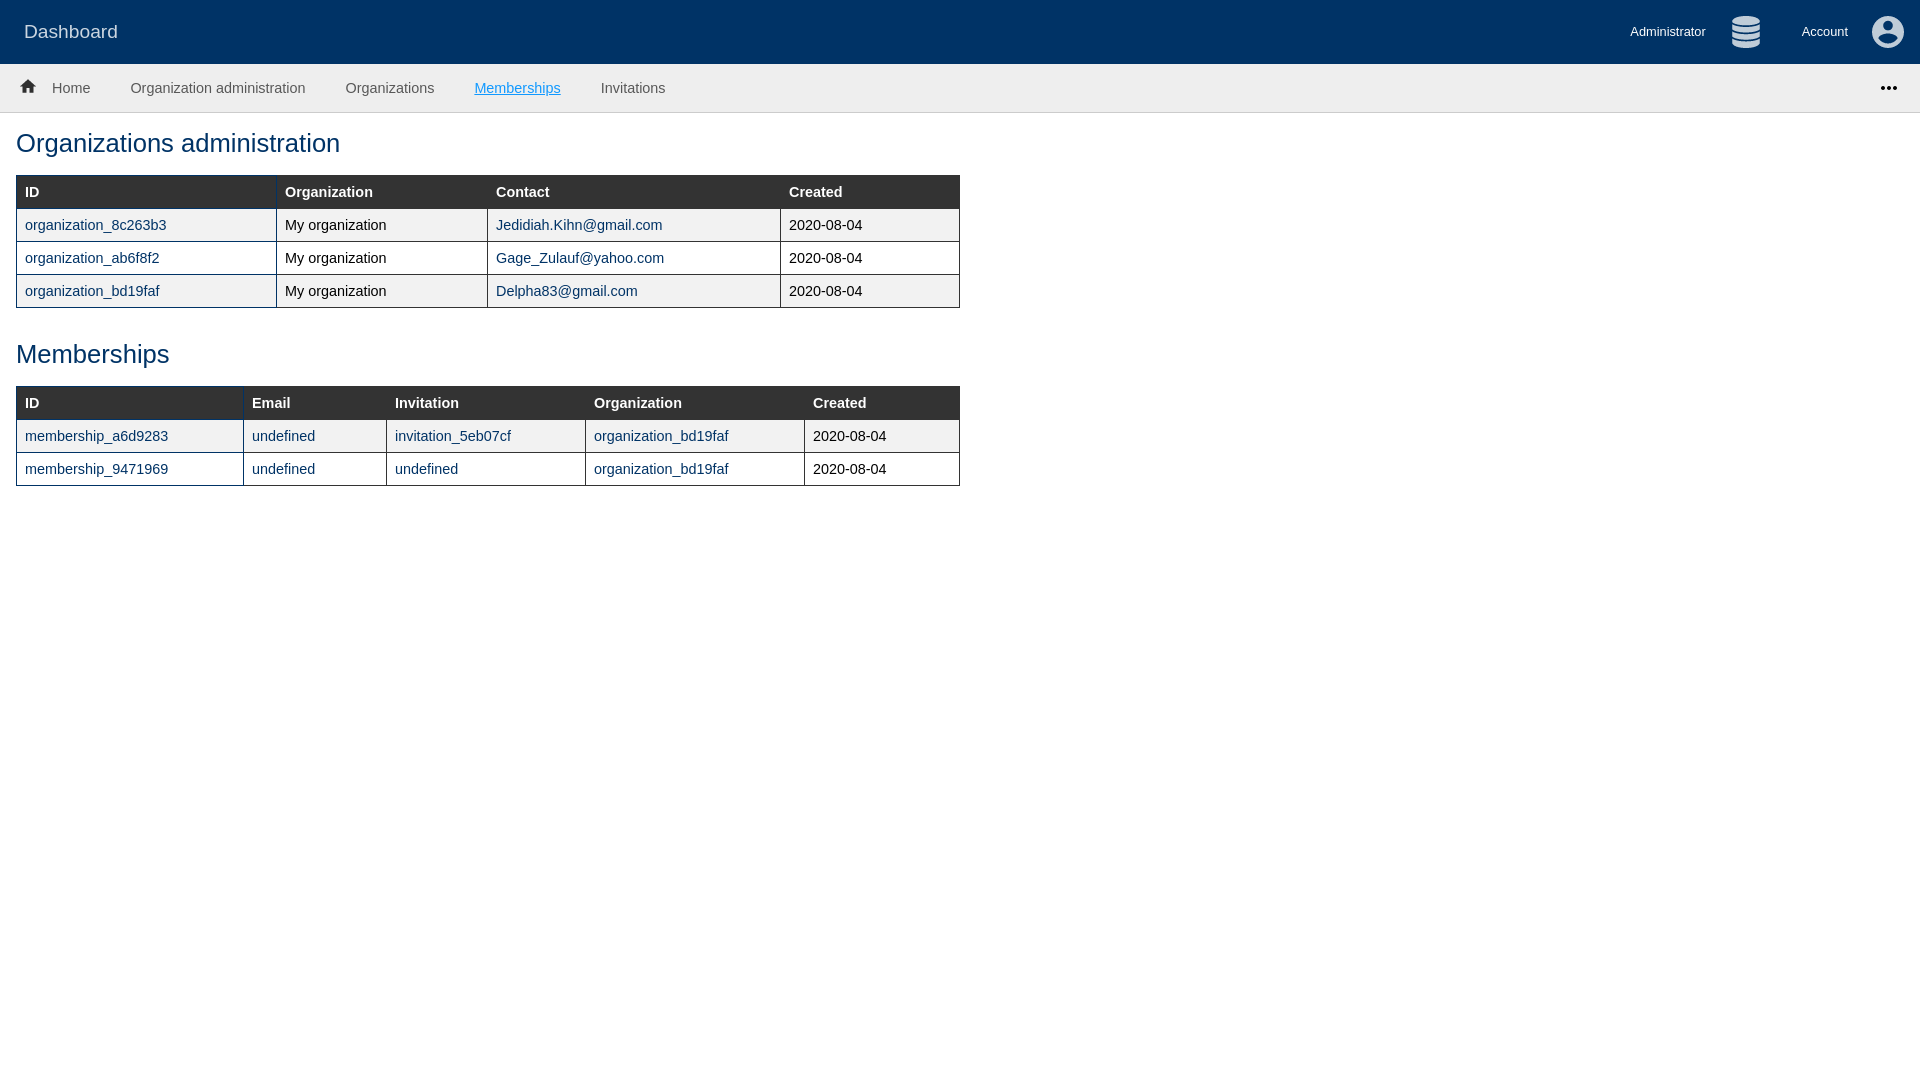 Dashboard
Administrator
Account
Home
Organization administration
Organizations
Memberships
Invitations
Organizations administration
ID Organization Contact Created
organization_8c263b3 My organization Jedidiah.Kihn@gmail.com 2020-08-04
organization_ab6f8f2 My organization Gage_Zulauf@yahoo.com 2020-08-04
organization_bd19faf My organization Delpha83@gmail.com 2020-08-04
Memberships
ID Email Invitation Organization Created
membership_a6d9283 undefined invitation_5eb07cf organization_bd19faf 2020-08-04
membership_9471969 undefined undefined organization_bd19faf 2020-08-04